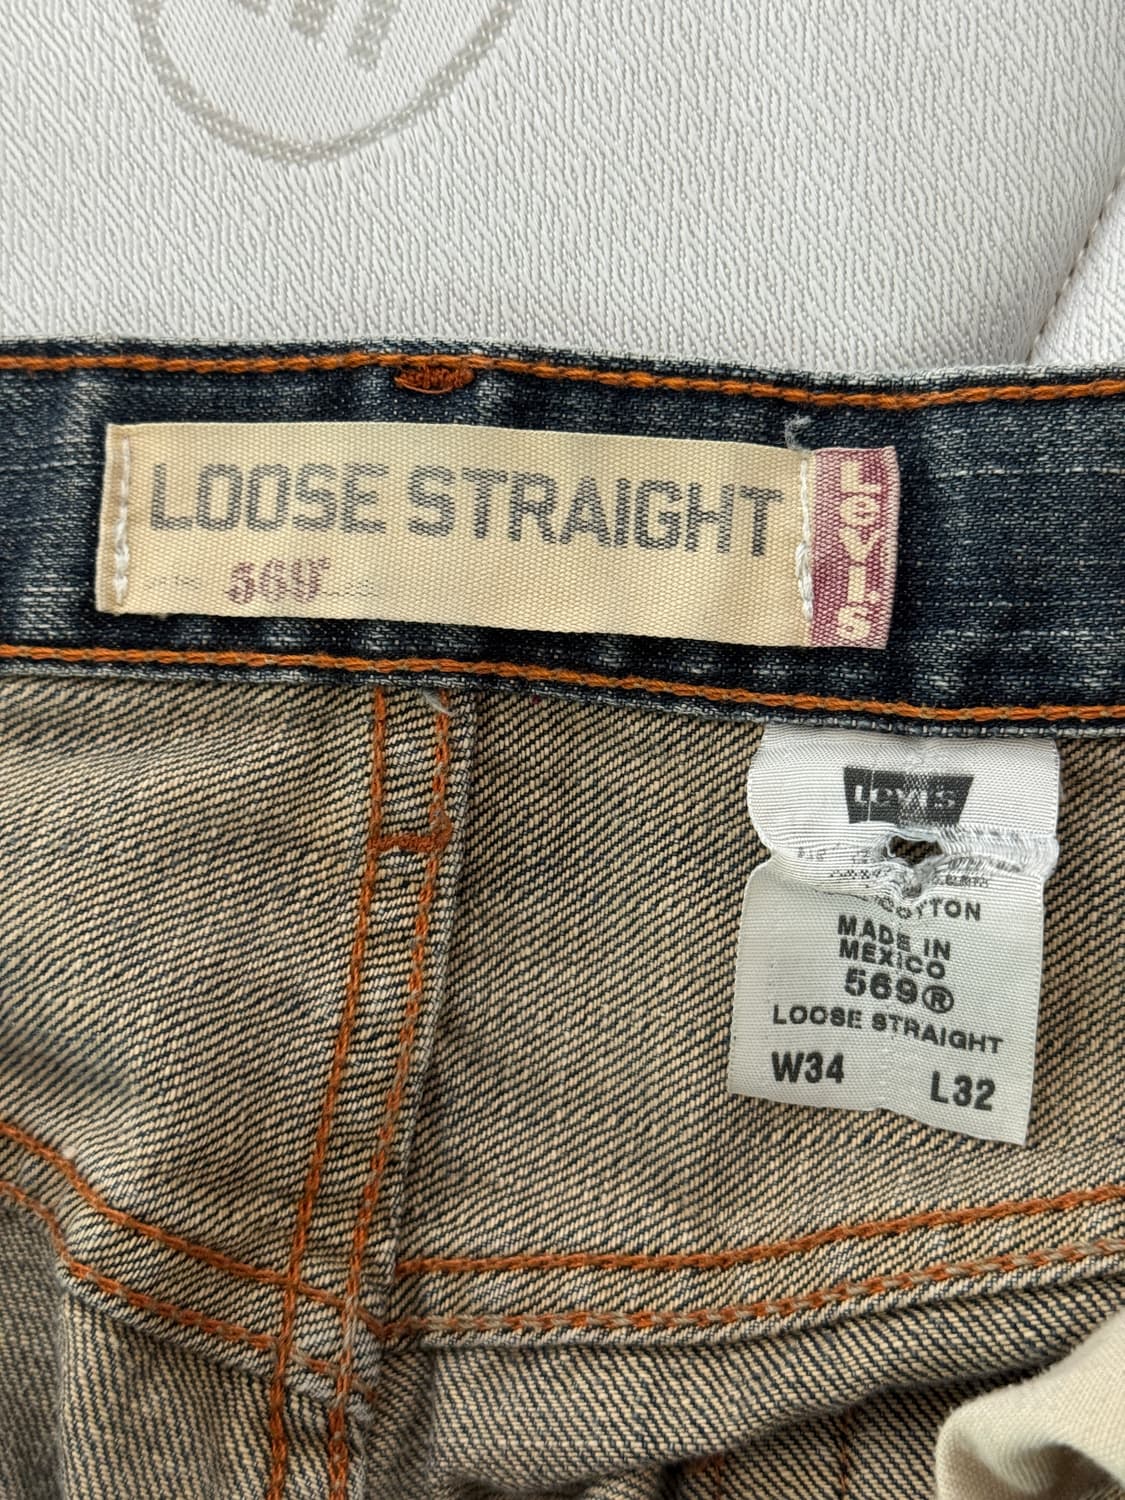 LOOSE STRAIGHT
569
LEVI'S
LEVI'S
COTTON
MADE IN
MEXICO
569®
LOOSE STRAIGHT
W34 L32